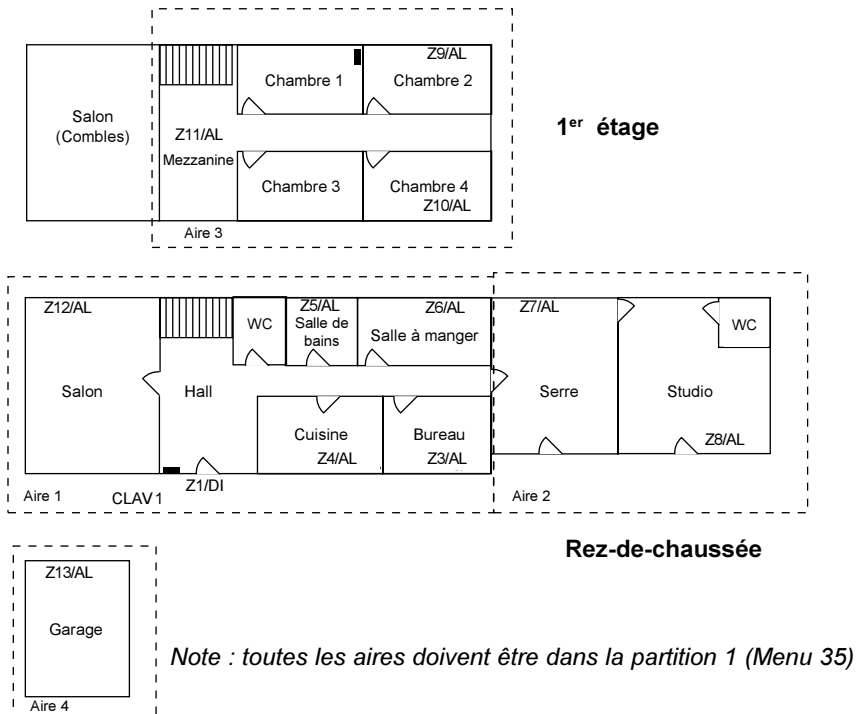 Z9/AL
Chambre 1
Chambre 2
Salon
(Combles)
1er étage
Z11/AL
Mezzanine
Chambre 3
Chambre 4
Z10/AL
Aire 3
Z12/AL
WC
Z5/AL
Salle de
bains
Z6/AL
Salle à manger
Z7/AL
WC
Salon
Hall
Serre
Studio
Cuisine
Z4/AL
Bureau
Z3/AL
Z8/AL
Z1/DI
Aire 1
CLAV1
Aire 2
Rez-de-chaussée
Z13/AL
Garage
Note : toutes les aires doivent être dans la partition 1 (Menu 35)
Aire 4